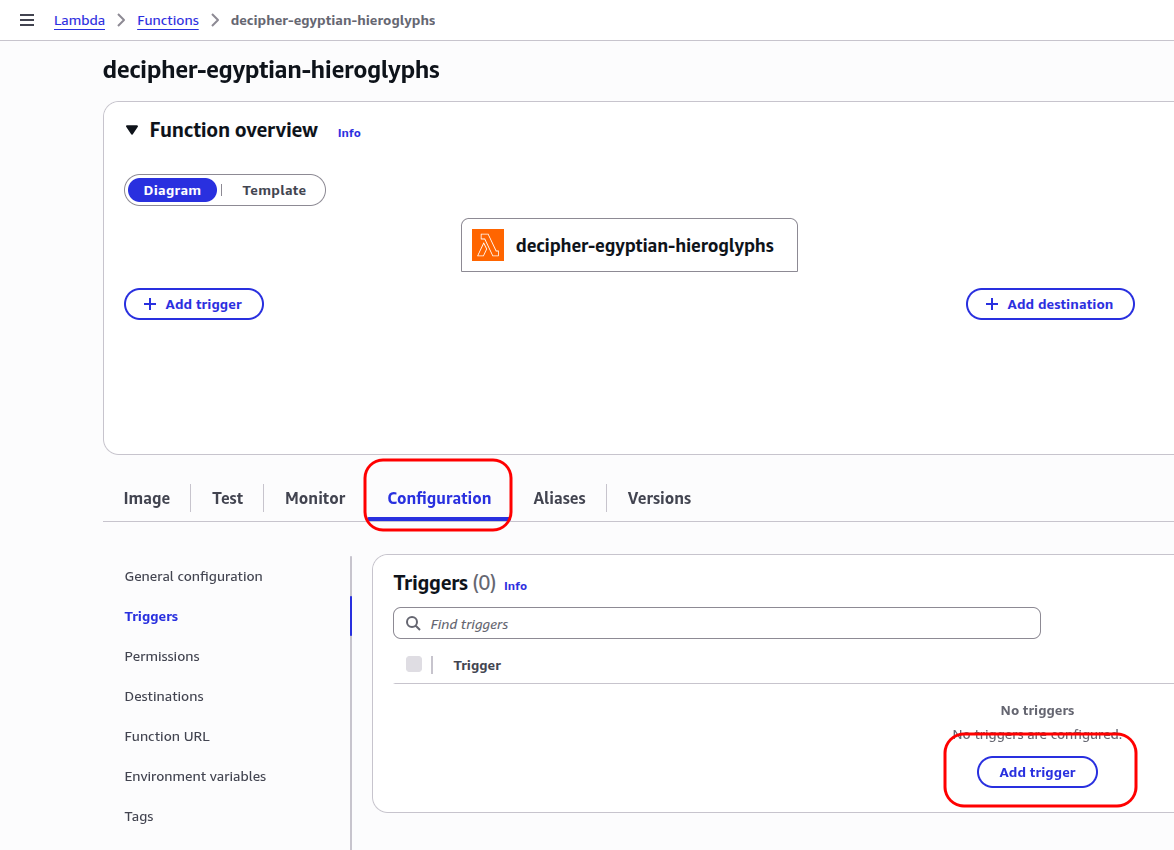 Lambda > Functions > decipher-egyptian-hieroglyphs
decipher-egyptian-hieroglyphs
Function overview Info
Diagram | Template
decipher-egyptian-hieroglyphs
+ Add trigger
+ Add destination
Image Test Monitor Configuration Aliases Versions
General configuration
Triggers
Permissions
Destinations
Function URL
Environment variables
Tags
Triggers (0) Info
Find triggers
Trigger
No triggers
No triggers are configured.
Add trigger